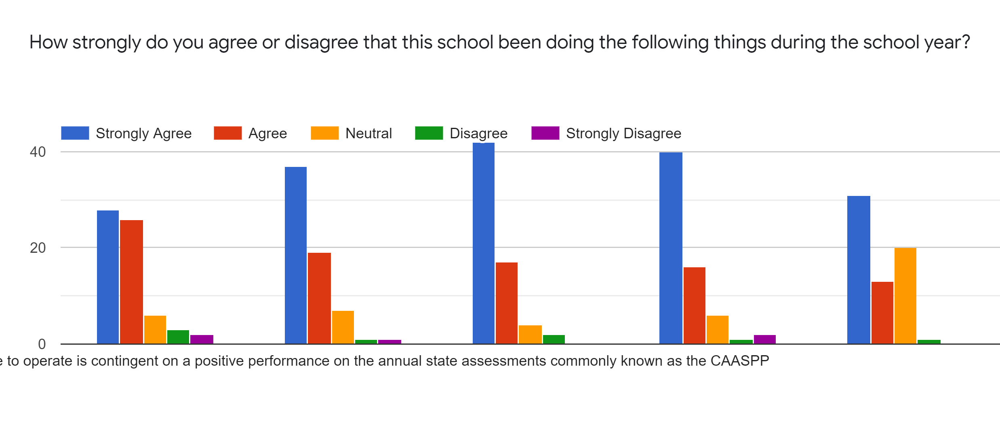 How strongly do you agree or disagree that this school been doing the following things during the school year?
Strongly Agree Agree Neutral Disagree Strongly Disagree
40
20
0
to operate is contingent on a positive performance on the annual state assessments commonly known as the CAASPP